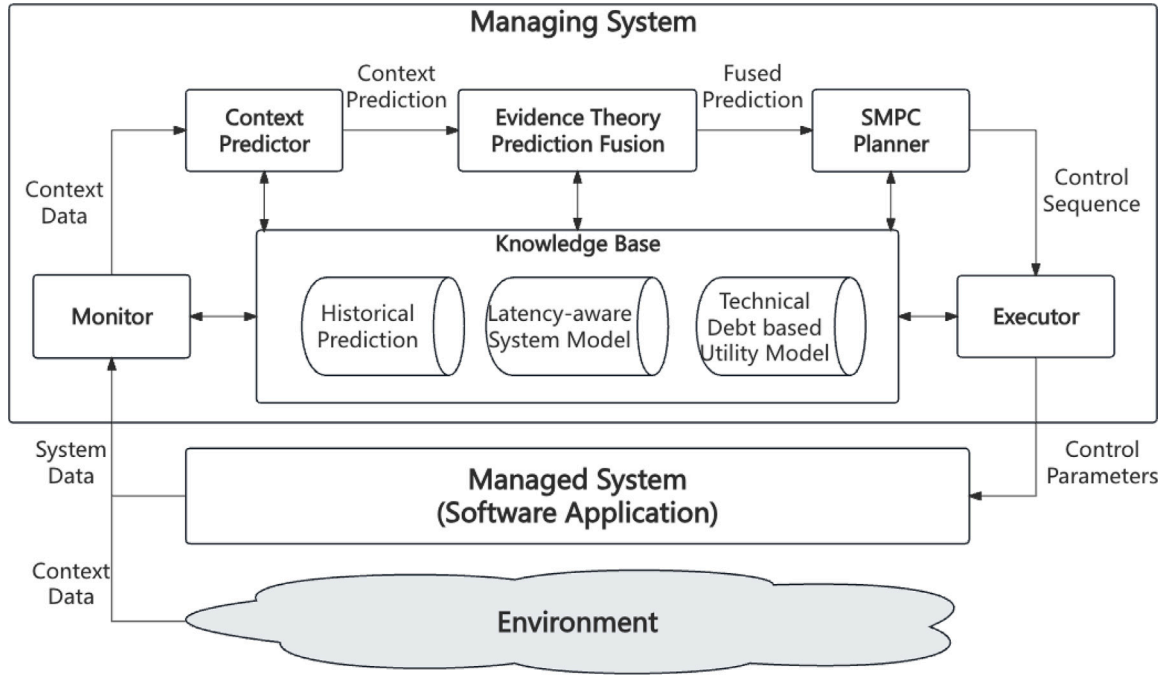 Managing System
Context
Prediction
Fused
Prediction
Context
Predictor
Evidence Theory
Prediction Fusion
SMPC
Planner
Context
Data
Control
Sequence
Knowledge Base
Monitor
Historical
Prediction
Latency-aware
System Model
Technical
Debt based
Utility Model
Executor
System
Data
Managed System
(Software Application)
Control
Parameters
Context
Data
Environment